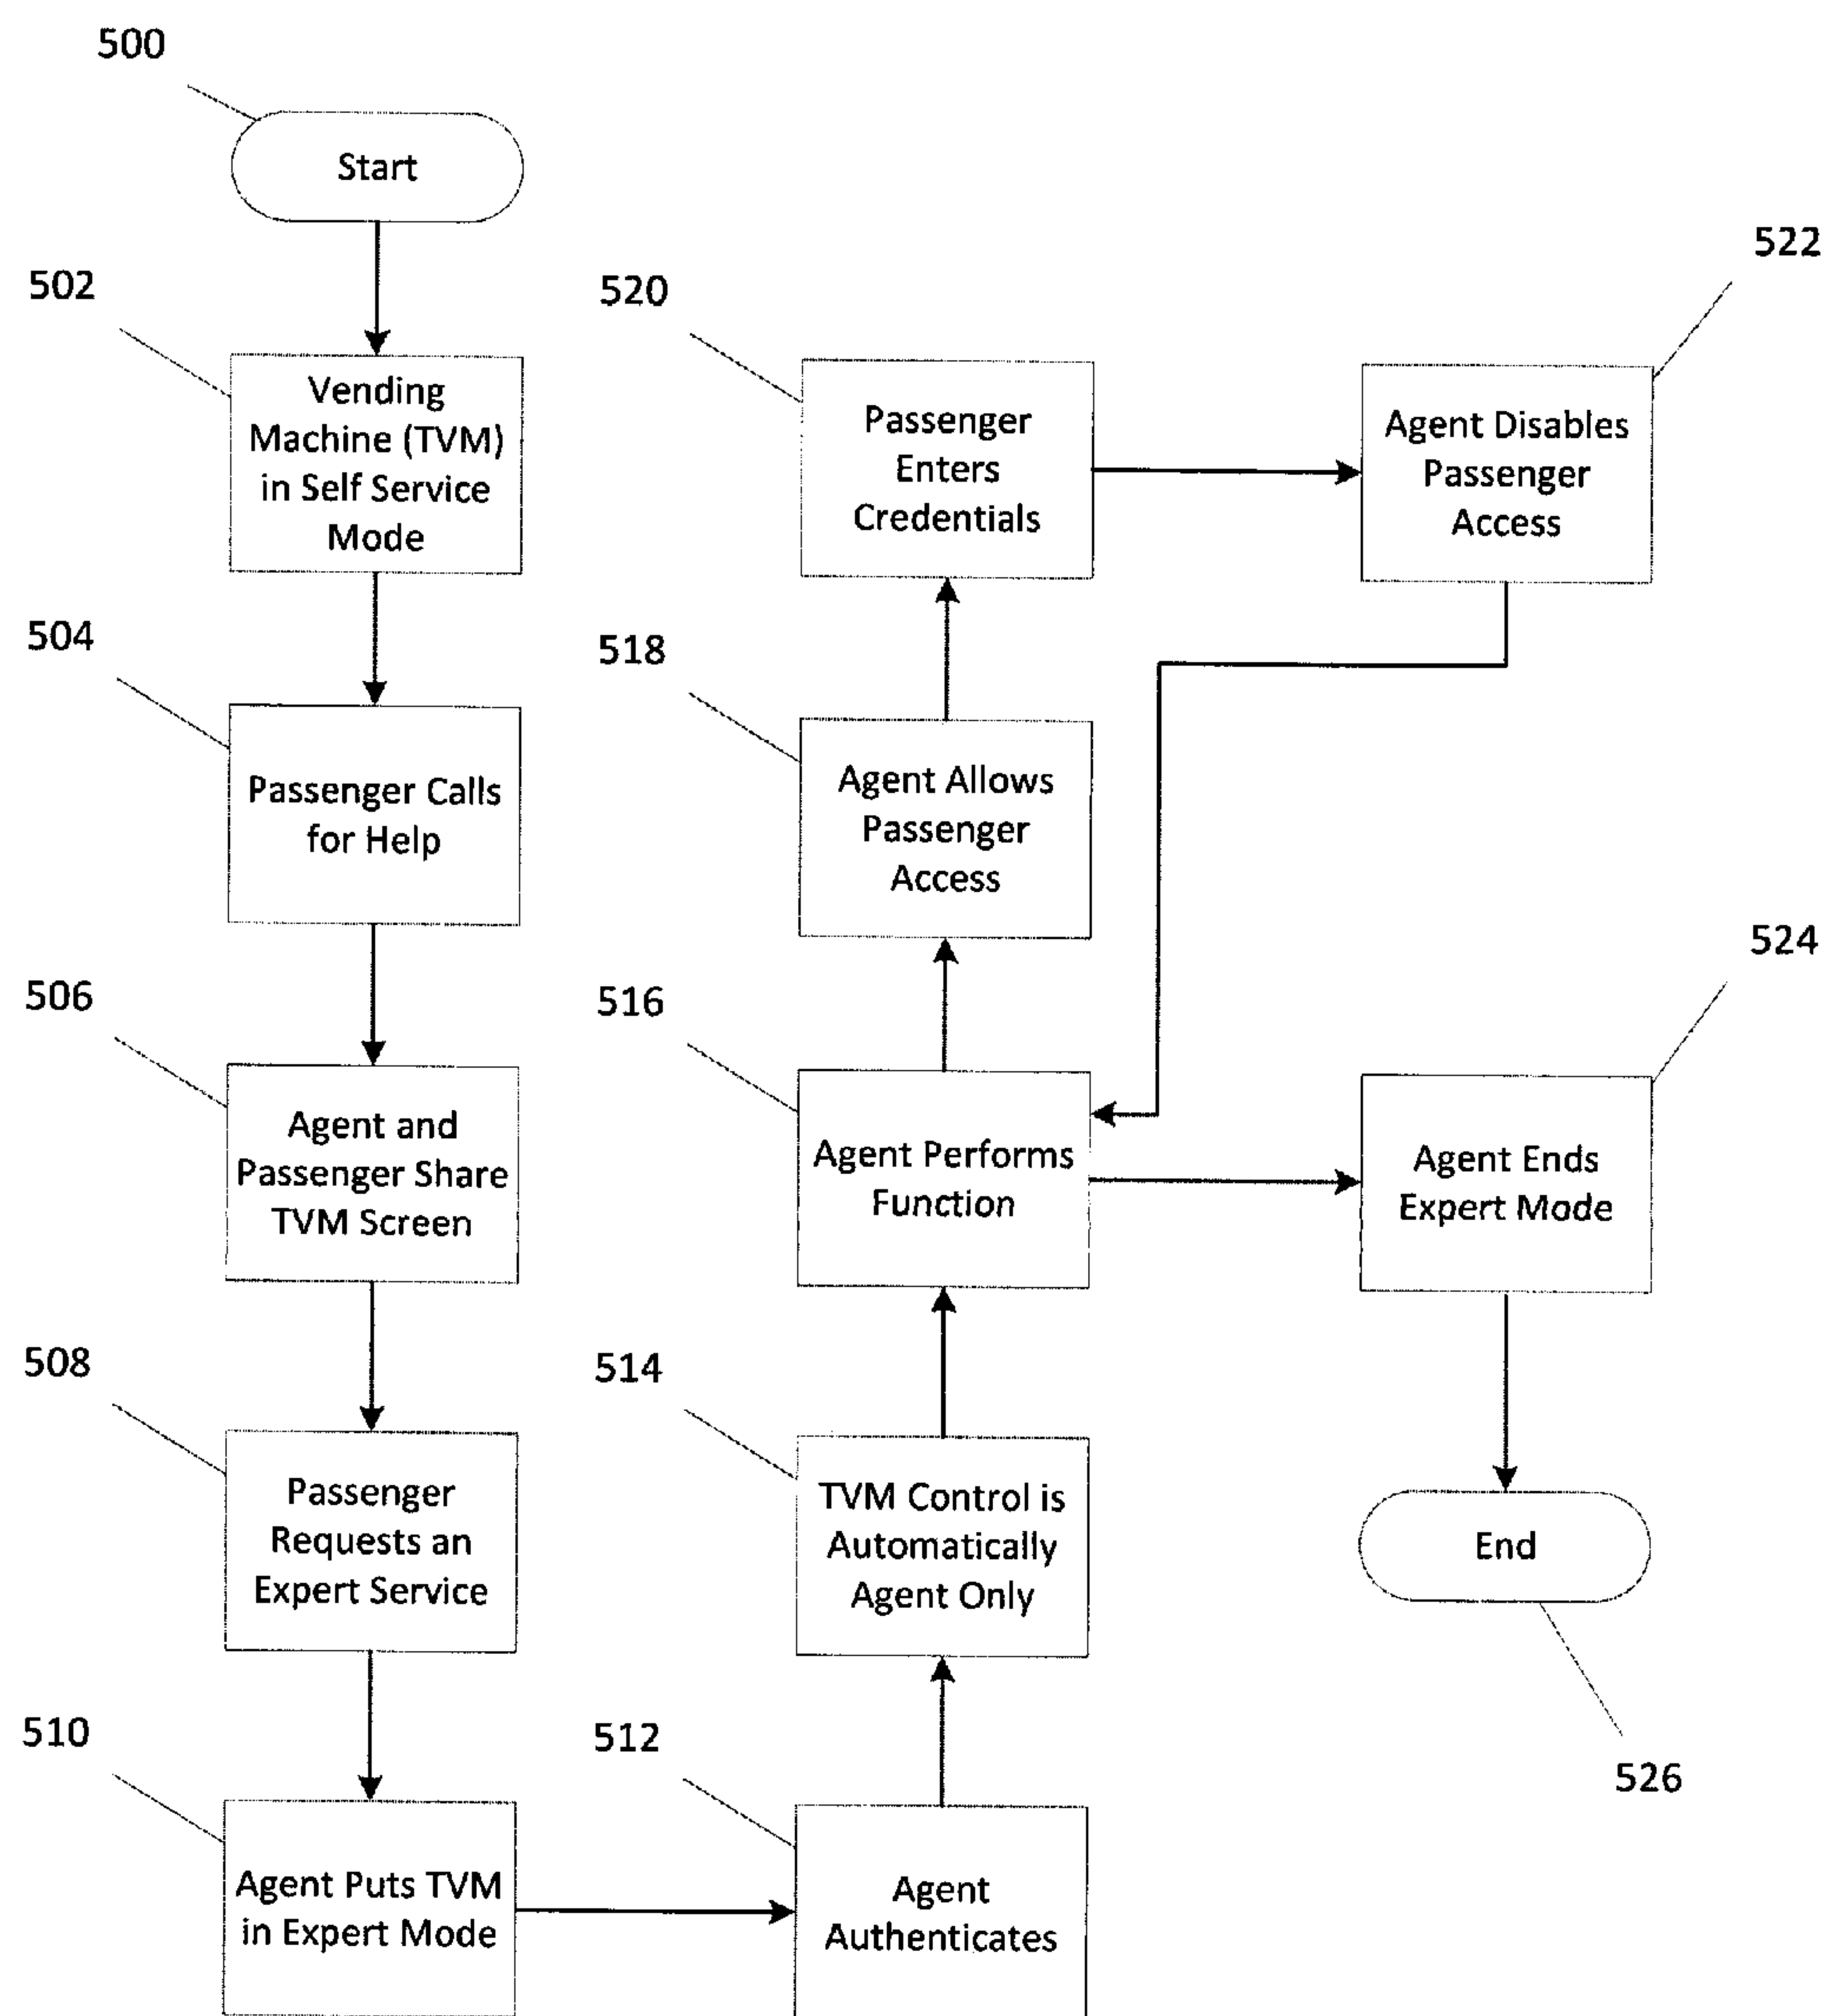 500
Start
502
Vending
Machine (TVM)
in Self Service
Mode
504
Passenger Calls
for Help
506
Agent and
Passenger Share
TVM Screen
508
Passenger
Requests an
Expert Service
510
Agent Puts TVM
in Expert Mode
512
Agent
Authenticates
514
TVM Control is
Automatically
Agent Only
516
Agent Performs
Function
518
Agent Allows
Passenger
Access
520
Passenger
Enters
Credentials
522
Agent Disables
Passenger
Access
524
Agent Ends
Expert Mode
End
526